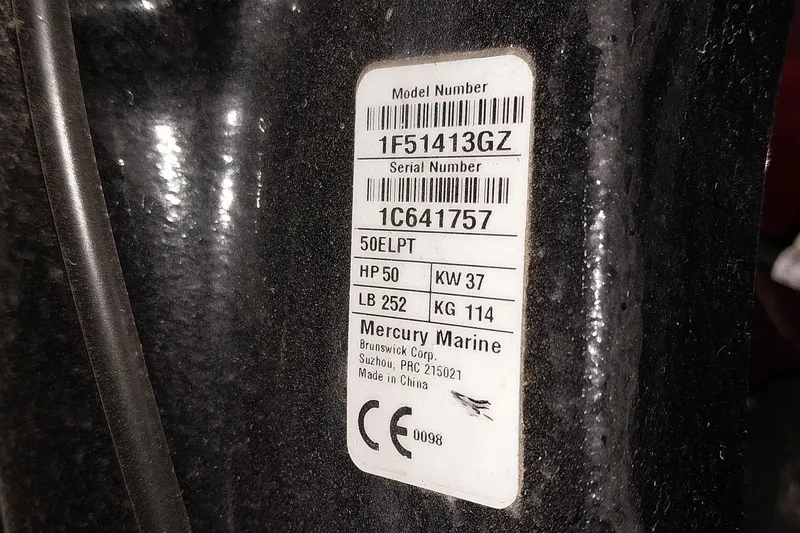 Model Number
1F51413GZ
Serial Number
1C641757
50ELPT
HP 50 KW 37
LB 252 KG 114
Mercury Marine
Brunswick Corp.
Suzhou, PRC 215021
Made in China
CE 0098